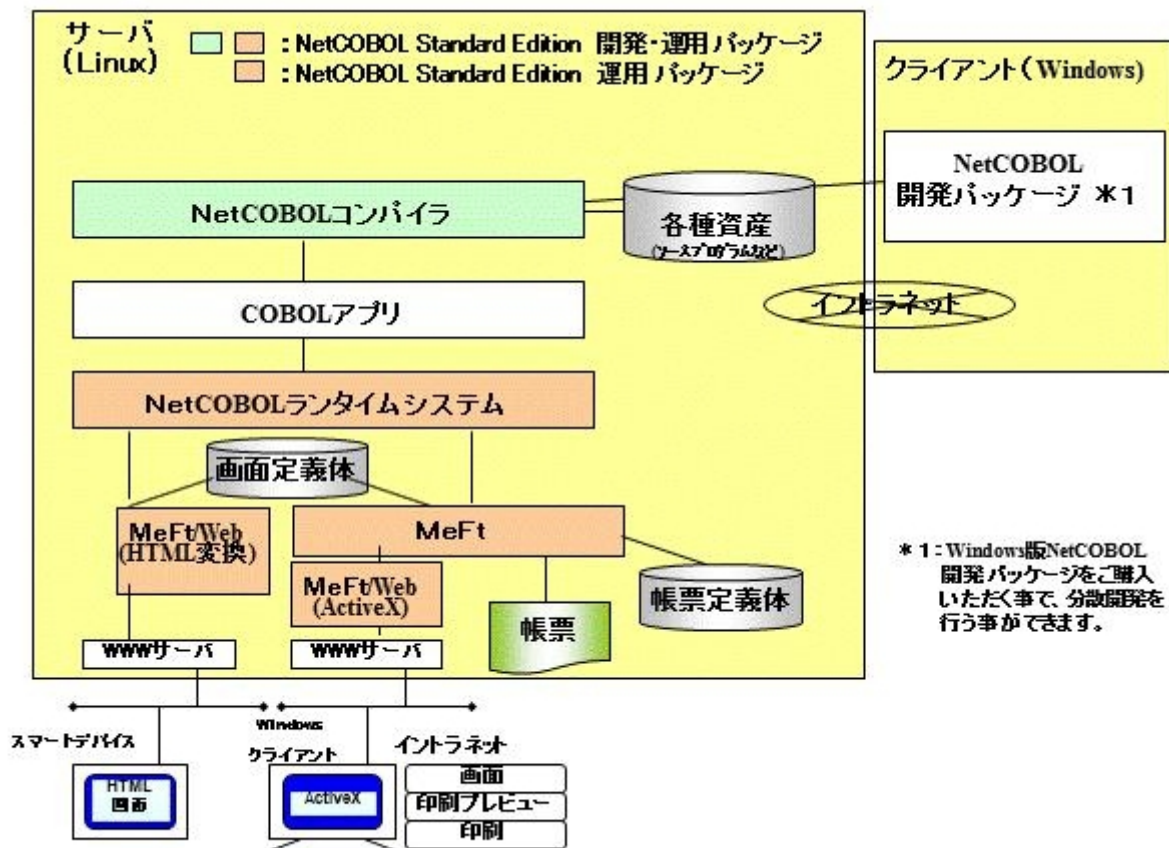 サーバ
(Linux)
: NetCOBOL Standard Edition 開発・運用 パッケージ
: NetCOBOL Standard Edition 運用 パッケージ
クライアント(Windows)
NetCOBOL
開発パッケージ *1
NetCOBOLコンパイラ
各種資産
(ソースプログラムなど)
COBOLアプリ
イントラネット
NetCOBOLランタイムシステム
画面定義体
MeFt/Web
(HTML変換)
MeFt
MeFt/Web
(ActiveX)
帳票
帳票定義体
*1:Windows版NetCOBOL
開発パッケージをご購入
いただく事で、分散開発を
行う事ができます。
WWWサーバ
WWWサーバ
スマートデバイス
Windows
クライアント
イントラネット
HTML
画面
ActiveX
画面
印刷プレビュー
印刷